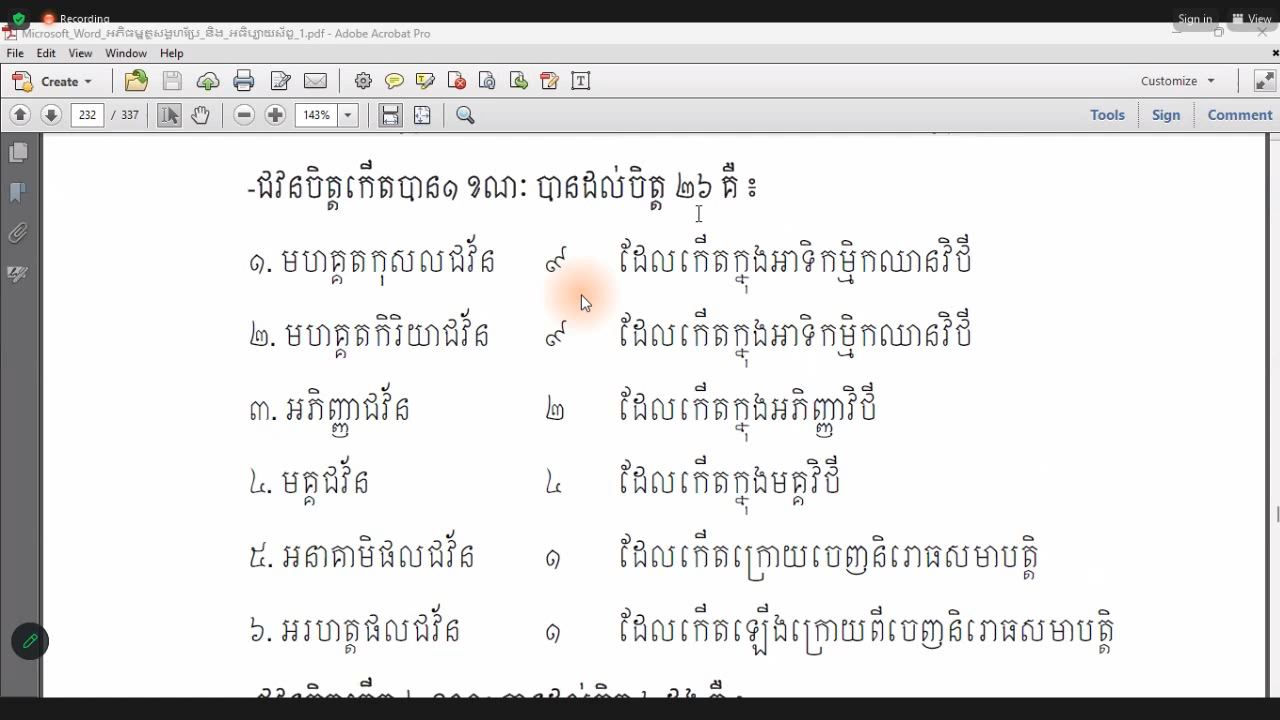 Recording
Sign in
View
Microsoft_Word_អភិធម្មត្ថសង្គហប្រែ_និង_អធិប្បាយស័ព្ទ_1.pdf - Adobe Acrobat Pro
File Edit View Window Help
Create
Customize
232 / 337
143%
Tools Sign Comment
-ជវនចិត្តកើតបាន១ ខណៈ បានដល់ចិត្ត ២៦ គឺ ៖
១. មហគ្គតកុសលជវ័ន ៩ ដែលកើតក្នុងអាទិកម្មិកឈានវិថី
២. មហគ្គតកិរិយាជវ័ន ៩ ដែលកើតក្នុងអាទិកម្មិកឈានវិថី
៣. អភិញ្ញាជវ័ន ២ ដែលកើតក្នុងអភិញ្ញាវិថី
៤. មគ្គជវ័ន ៤ ដែលកើតក្នុងមគ្គវិថី
៥. អនាគាមិផលជវ័ន ១ ដែលកើតក្រោយចេញនិរោធសមាបត្តិ
៦. អរហត្តផលជវ័ន ១ ដែលកើតឡើងក្រោយពីចេញនិរោធសមាបត្តិ